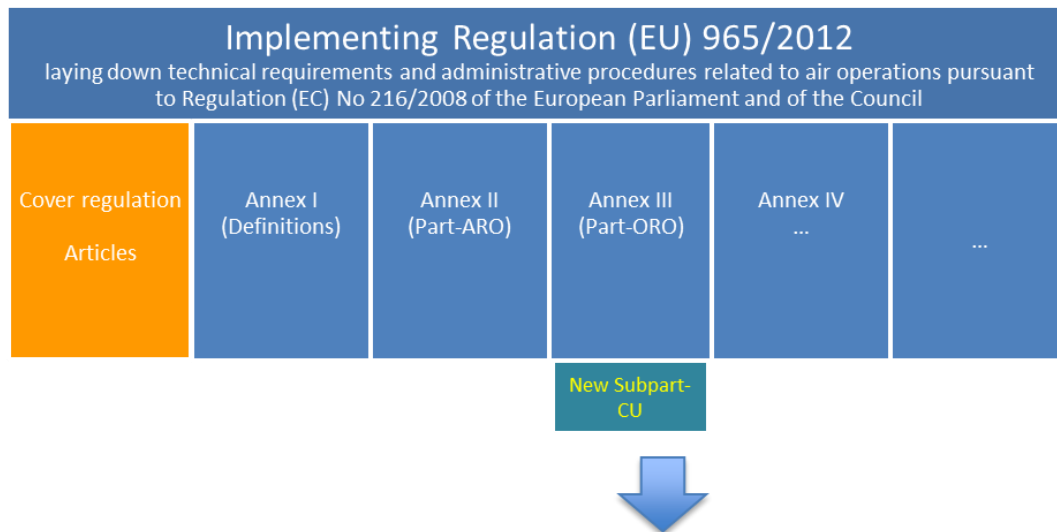 Implementing Regulation (EU) 965/2012
laying down technical requirements and administrative procedures related to air operations pursuant
to Regulation (EC) No 216/2008 of the European Parliament and of the Council
Cover regulation
Articles
Annex I
(Definitions)
Annex II
(Part-ARO)
Annex III
(Part-ORO)
Annex IV
...
...
New Subpart-
CU